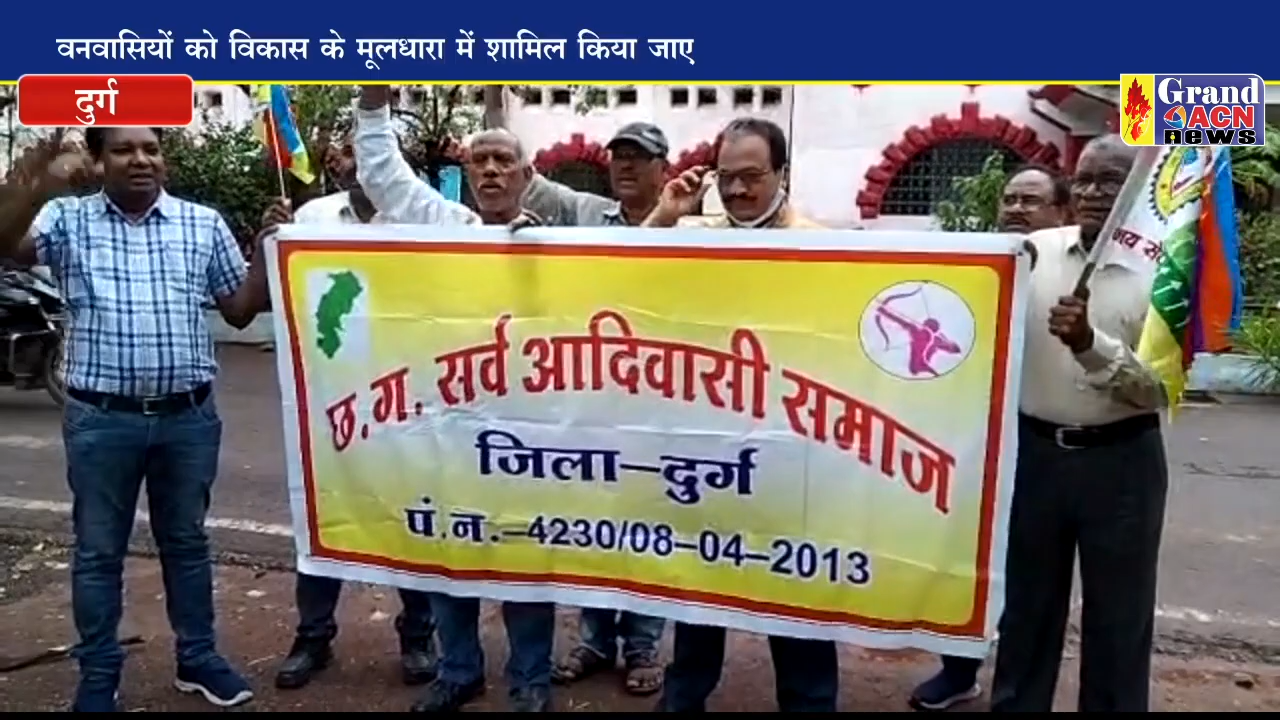 वनवासियों को विकास के मूलधारा में शामिल किया जाए
दुर्ग
Grand
ACN
news
छ.ग. सर्व आदिवासी समाज
जिला–दुर्ग
पं.न.–4230/08–04–2013